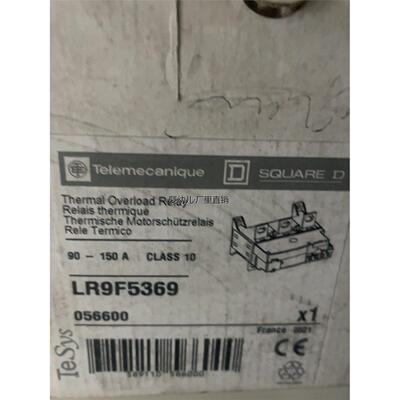 Telemecanique
SQUARE D
Thermal Overload Relay
Relais thermique
Thermische Motorschützrelais
Rele Termico
90 - 150 A CLASS 10
LR9F5369
056600
x1
France 0521
CE
TeSys